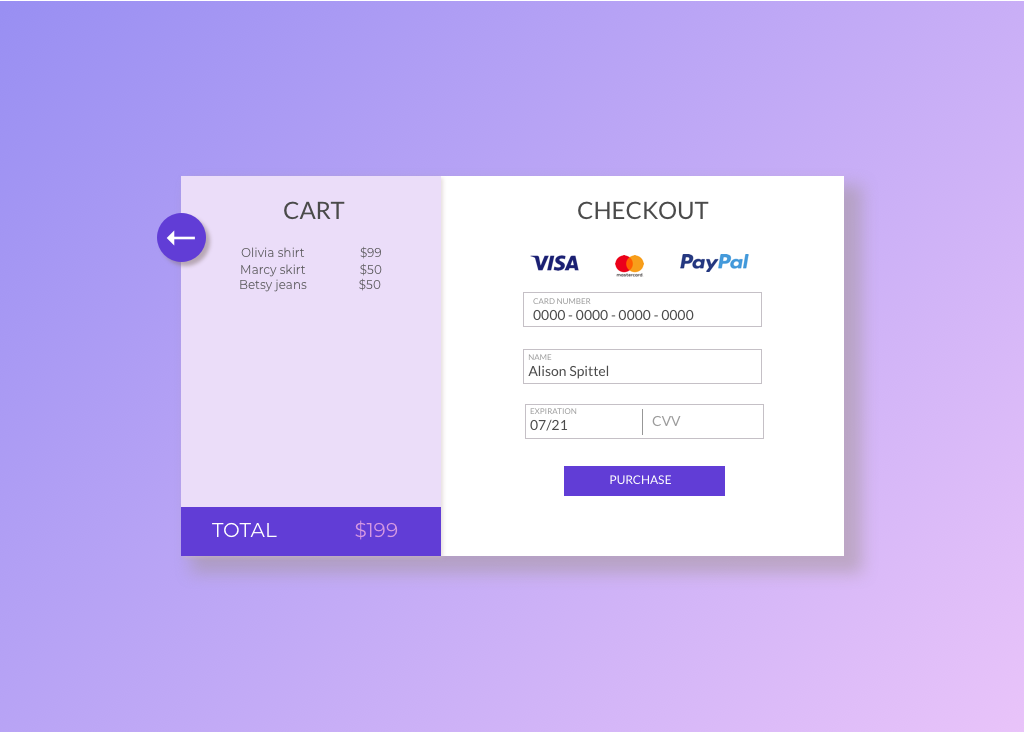 CART
Olivia shirt $99
Marcy skirt $50
Betsy jeans $50
TOTAL $199
CHECKOUT
VISA mastercard PayPal
CARD NUMBER
0000 - 0000 - 0000 - 0000
NAME
Alison Spittel
EXPIRATION
07/21
CVV
PURCHASE